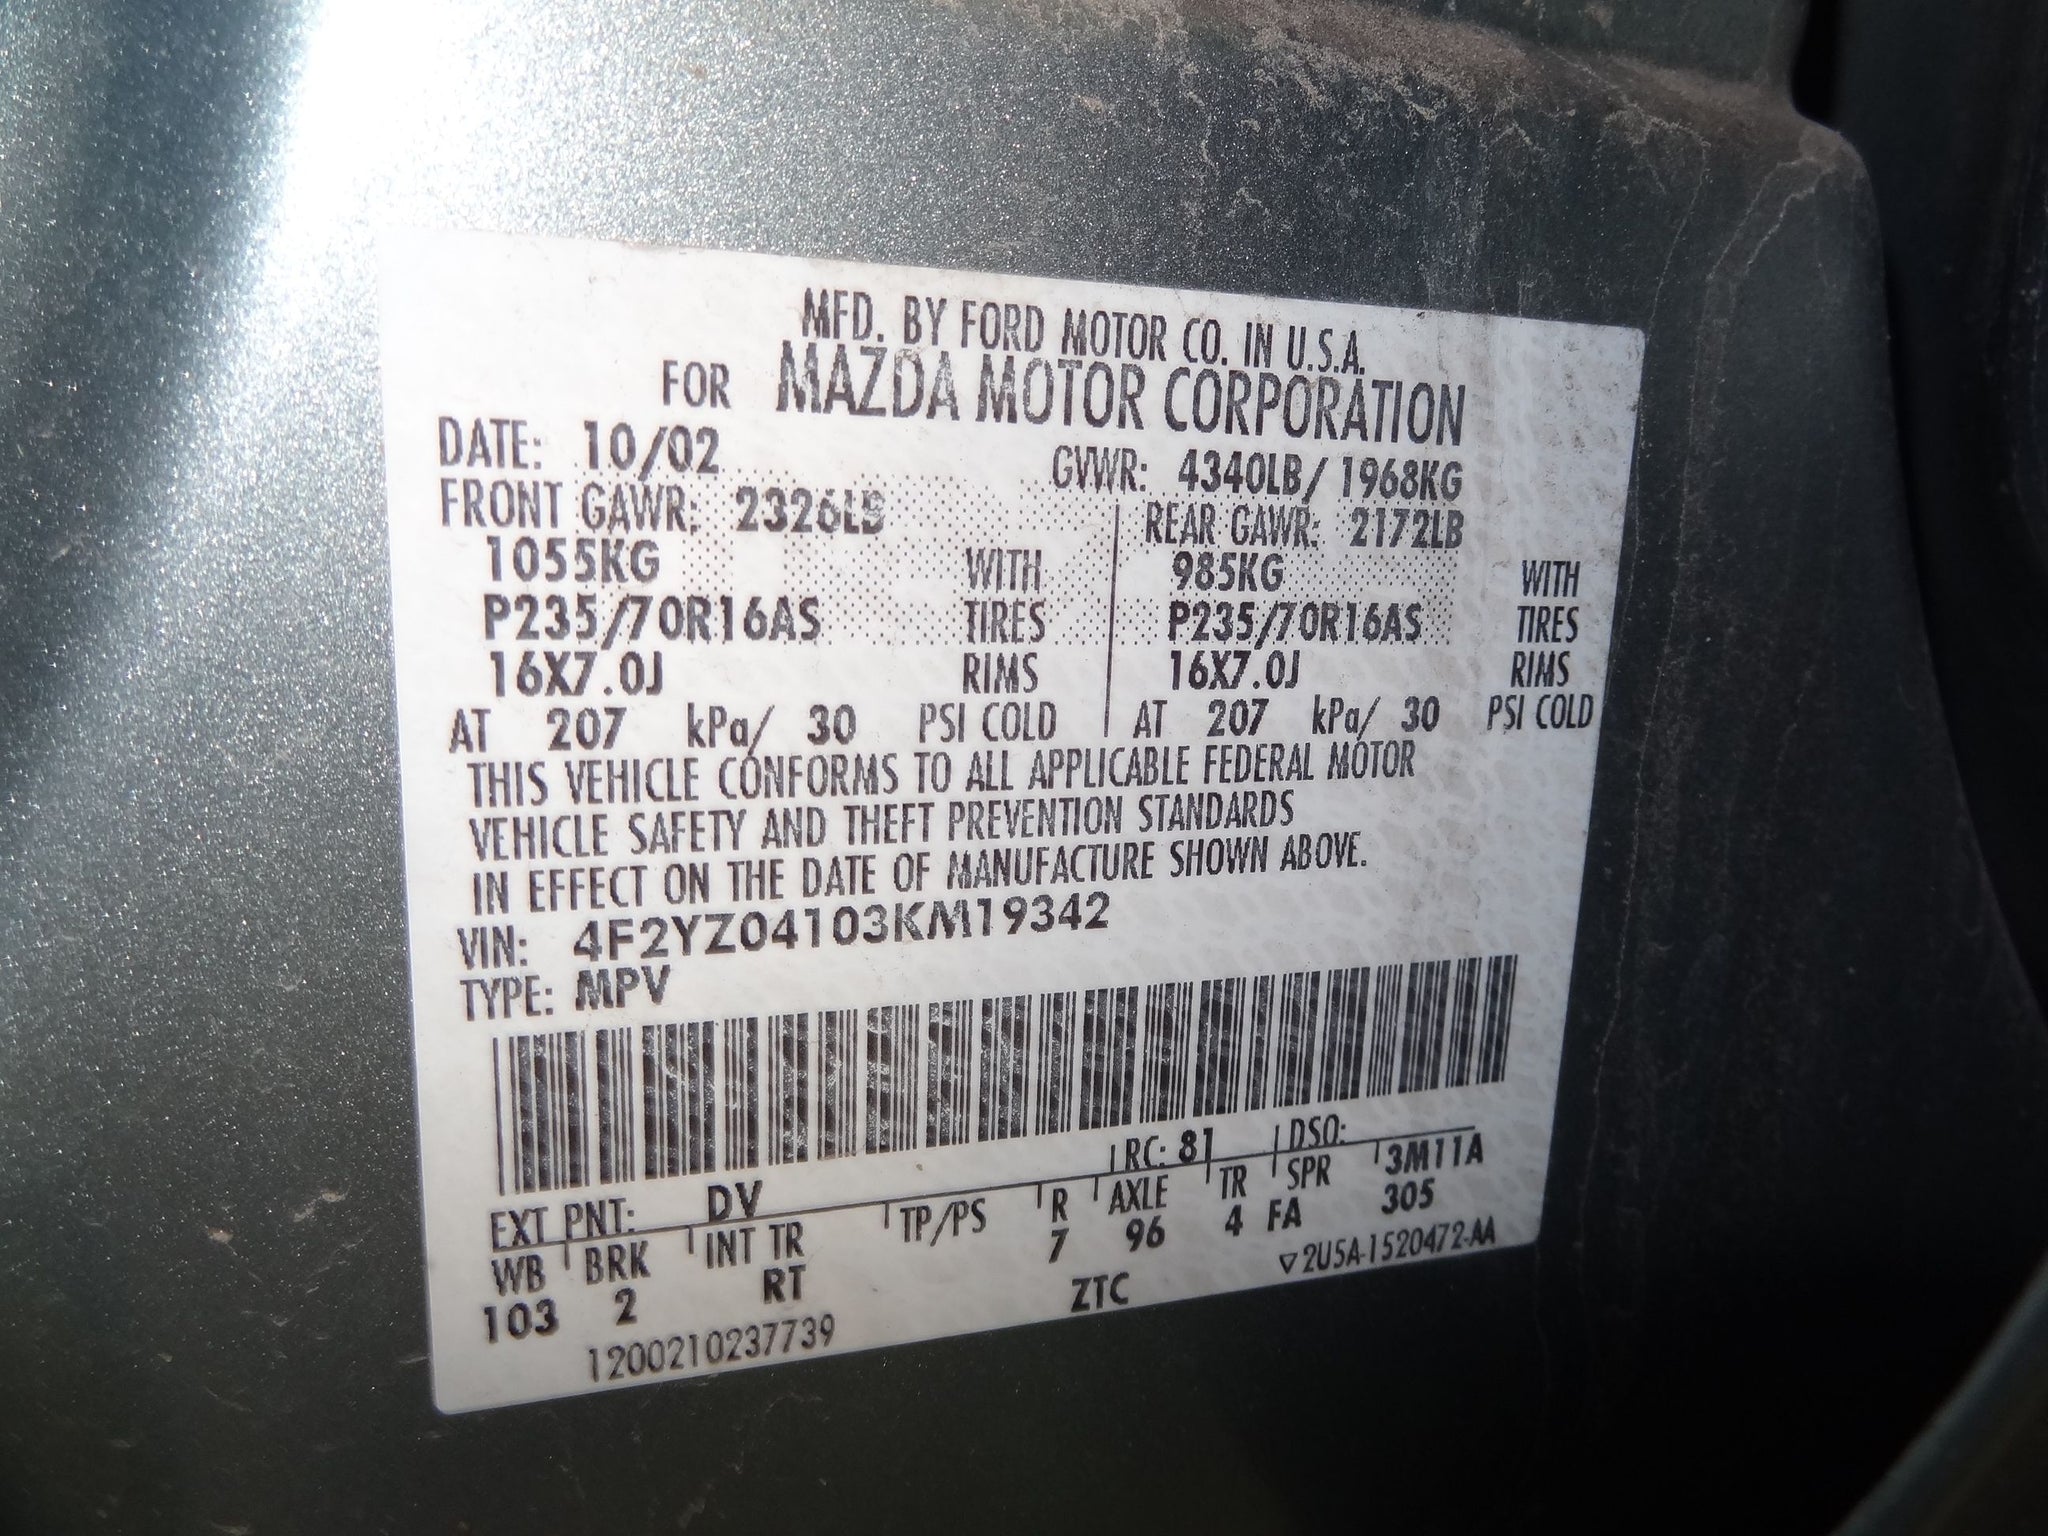 MFD. BY FORD MOTOR CO. IN U.S.A.
FOR MAZDA MOTOR CORPORATION
DATE: 10/02 GVWR: 4340LB/ 1968KG
FRONT GAWR: 2326LB REAR GAWR: 2172LB
1055KG WITH 985KG WITH
P235/70R16AS TIRES P235/70R16AS TIRES
16X7.0J RIMS 16X7.0J RIMS
AT 207 kPa/ 30 PSI COLD AT 207 kPa/ 30 PSI COLD
THIS VEHICLE CONFORMS TO ALL APPLICABLE FEDERAL MOTOR
VEHICLE SAFETY AND THEFT PREVENTION STANDARDS
IN EFFECT ON THE DATE OF MANUFACTURE SHOWN ABOVE.
VIN: 4F2YZ04103KM19342
TYPE: MPV
EXT PNT: DV RC: 81 DSO:
WB BRK INT TR TP/PS R AXLE TR SPR 3M11A
103 2 RT 7 96 4 FA 305
1200210237739 ZTC ▽2U5A-1520472-AA